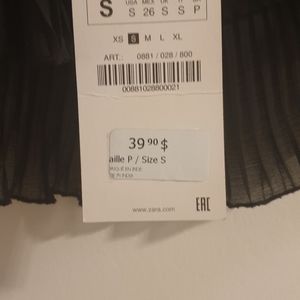 S
USA MEX UK
S S 26 S S P
XS S M L XL
ART.: 0881 / 028 / 800
00881028800021
39 90 $
aille P / Size S
www.zara.com
EAC